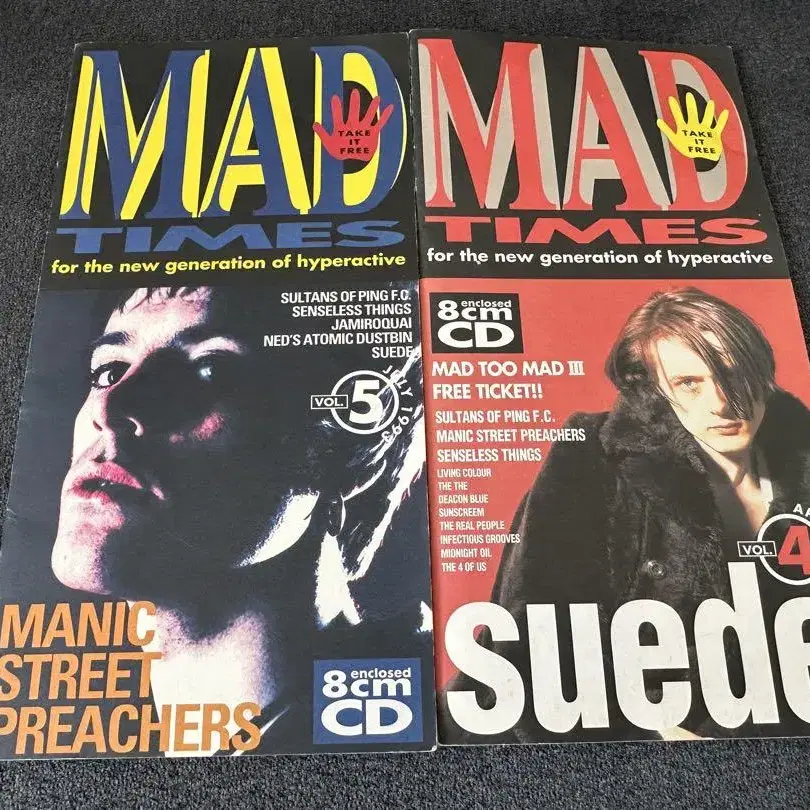 MAD
TAKE
IT
FREE
TIMES
for the new generation of hyperactive
SULTANS OF PING F.C.
SENSELESS THINGS
JAMIROQUAI
NED'S ATOMIC DUSTBIN
SUEDE
VOL. 5
JULY 1993
MANIC
STREET
PREACHERS
enclosed
8cm
CD
MAD
TAKE
IT
FREE
TIMES
for the new generation of hyperactive
enclosed
8cm
CD
MAD TOO MAD III
FREE TICKET!!
SULTANS OF PING F.C.
MANIC STREET PREACHERS
SENSELESS THINGS
LIVING COLOUR
THE THE
DEACON BLUE
SUNSCREEM
THE REAL PEOPLE
INFECTIOUS GROOVES
MIDNIGHT OIL
THE 4 OF US
VOL. 4
suede